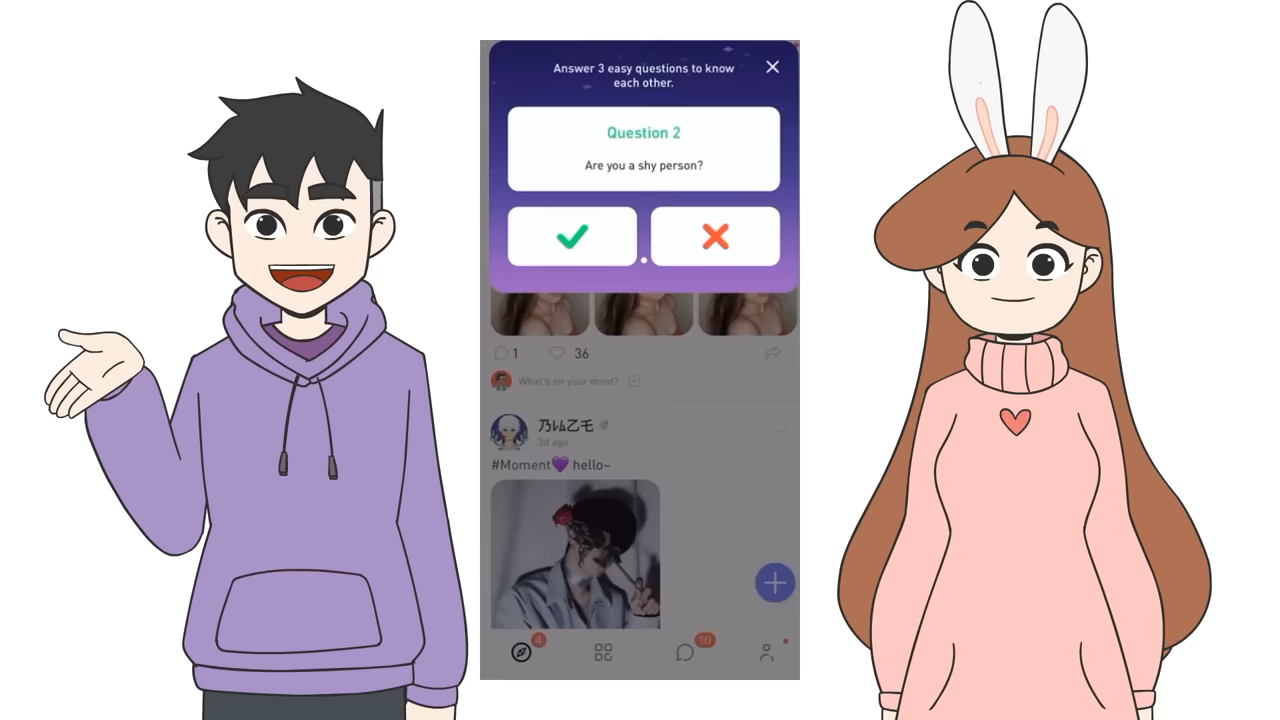 Answer 3 easy questions to know
each other.
Question 2
Are you a shy person?
1 36
What's on your mind?
乃ﾑ乙乇
3d ago
#Moment💜 hello~
4
10